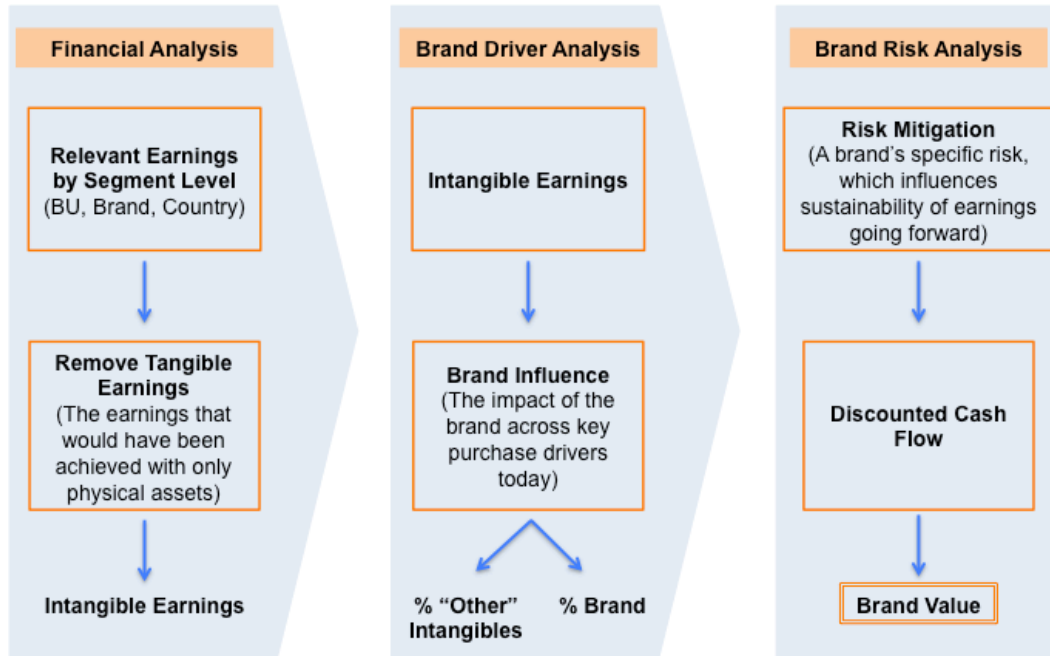 Financial Analysis
Relevant Earnings
by Segment Level
(BU, Brand, Country)
Remove Tangible
Earnings
(The earnings that
would have been
achieved with only
physical assets)
Intangible Earnings
Brand Driver Analysis
Intangible Earnings
Brand Influence
(The impact of the
brand across key
purchase drivers
today)
% “Other”
Intangibles
% Brand
Brand Risk Analysis
Risk Mitigation
(A brand’s specific risk,
which influences
sustainability of earnings
going forward)
Discounted Cash
Flow
Brand Value